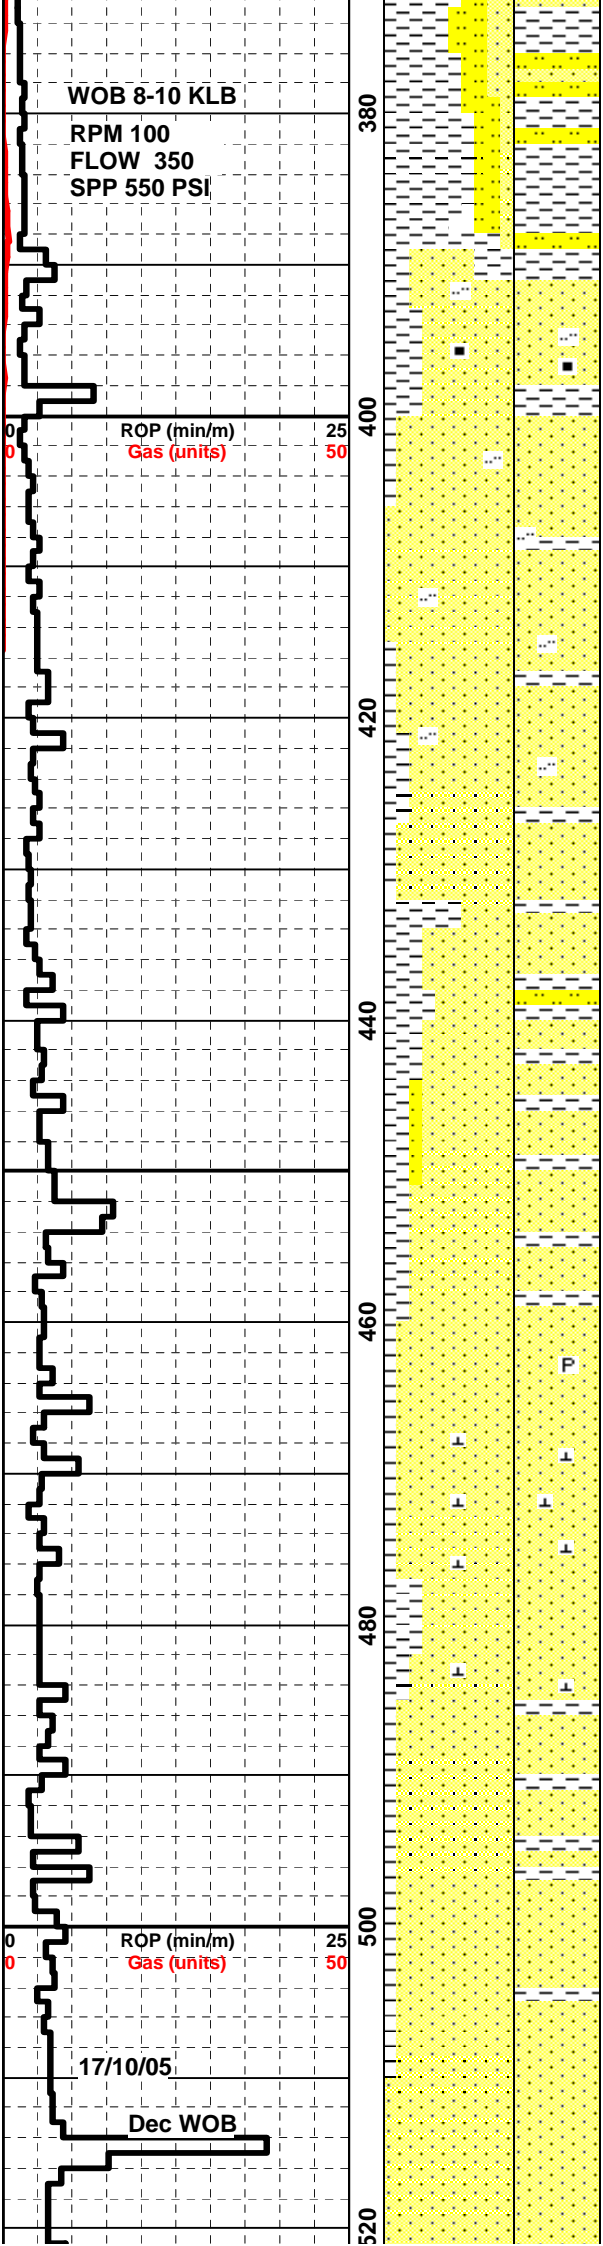 WOB 8-10 KLB
380
RPM 100
FLOW 350
SPP 550 PSI
400
0 ROP (min/m) 25
0 Gas (units) 50
420
440
460
P
480
500
0 ROP (min/m) 25
0 Gas (units) 50
17/10/05
Dec WOB
520